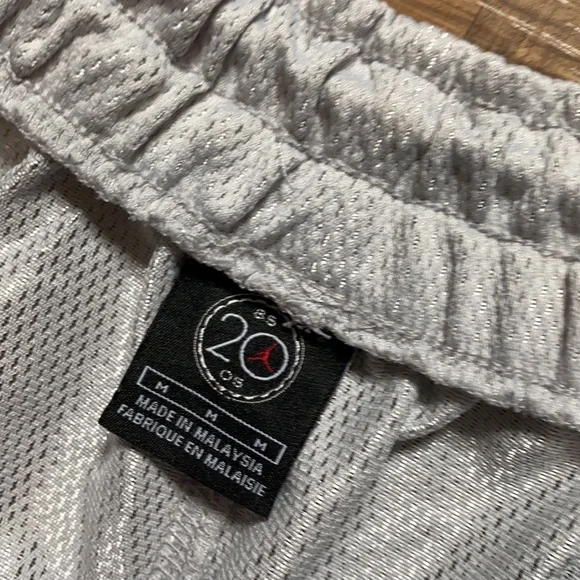 85
20
05
M M M
MADE IN MALAYSIA
FABRIQUE EN MALAISIE